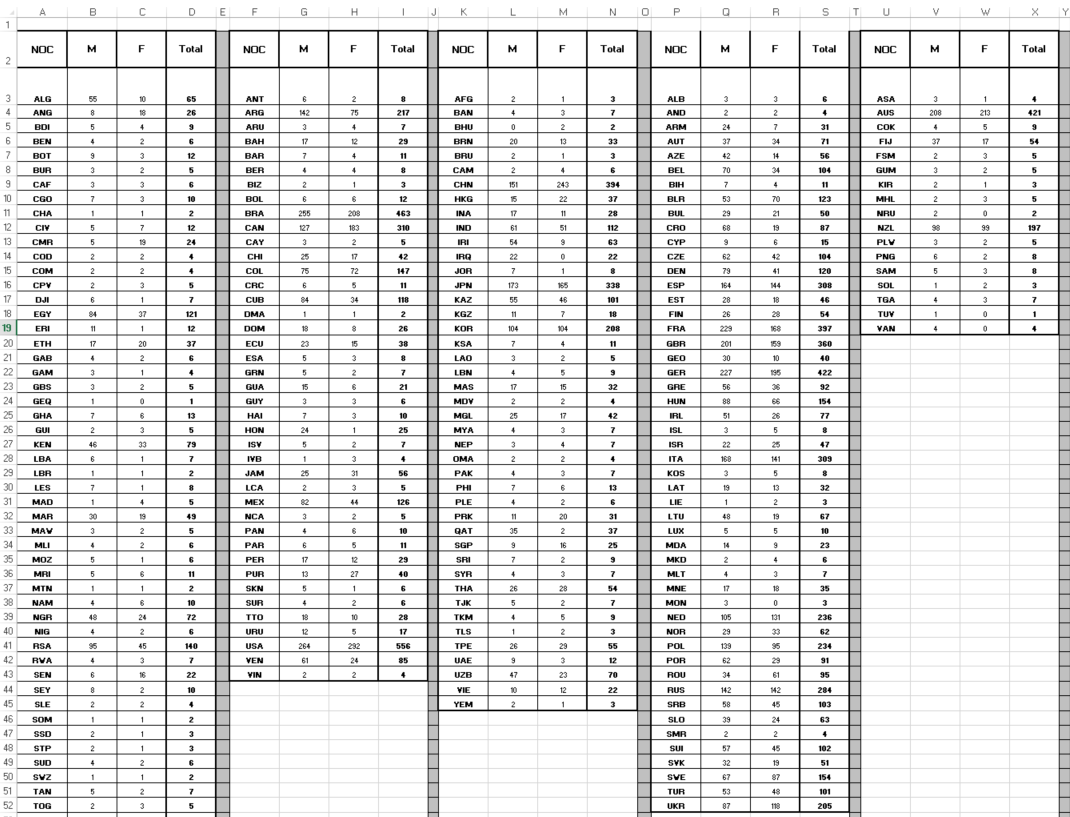 A B C D E F G H I J K L M N O P Q R S T U V W X Y
1
2 NOC M F Total NOC M F Total NOC M F Total NOC M F Total NOC M F Total
3 ALG 55 10 65 ANT 6 2 8 AFG 2 1 3 ALB 3 3 6 ASA 3 1 4
4 ANG 8 18 26 ARG 142 75 217 BAN 4 3 7 AND 2 2 4 AUS 208 213 421
5 BDI 5 4 9 ARU 3 4 7 BHU 0 2 2 ARM 24 7 31 COK 4 5 9
6 BEN 4 2 6 BAH 17 12 29 BRN 20 13 33 AUT 37 34 71 FIJ 37 17 54
7 BOT 9 3 12 BAR 7 4 11 BRU 2 1 3 AZE 42 14 56 FSM 2 3 5
8 BUR 3 2 5 BER 4 4 8 CAM 2 4 6 BEL 70 34 104 GUM 3 2 5
9 CAF 3 3 6 BIZ 2 1 3 CHN 151 243 394 BIH 7 4 11 KIR 2 1 3
10 CGO 7 3 10 BOL 6 6 12 HKG 15 22 37 BLR 53 70 123 MHL 2 3 5
11 CHA 1 1 2 BRA 255 208 463 INA 17 11 28 BUL 29 21 50 NRU 2 0 2
12 CIV 5 7 12 CAN 127 183 310 IND 61 51 112 CRO 68 19 87 NZL 98 99 197
13 CMR 5 19 24 CAY 3 2 5 IRI 54 9 63 CYP 9 6 15 PLW 3 2 5
14 COD 2 2 4 CHI 25 17 42 IRQ 22 0 22 CZE 62 42 104 PNG 6 2 8
15 COM 2 2 4 COL 75 72 147 JOR 7 1 8 DEN 79 41 120 SAM 5 3 8
16 CPV 2 3 5 CRC 6 5 11 JPN 173 165 338 ESP 164 144 308 SOL 1 2 3
17 DJI 6 1 7 CUB 84 34 118 KAZ 55 46 101 EST 28 18 46 TGA 4 3 7
18 EGY 84 37 121 DMA 1 1 2 KGZ 11 7 18 FIN 26 28 54 TUV 1 0 1
19 ERI 11 1 12 DOM 18 8 26 KOR 104 104 208 FRA 229 168 397 VAN 4 0 4
20 ETH 17 20 37 ECU 23 15 38 KSA 7 4 11 GBR 201 159 360
21 GAB 4 2 6 ESA 5 3 8 LAO 3 2 5 GEO 30 10 40
22 GAM 3 1 4 GRN 5 2 7 LBN 4 5 9 GER 227 195 422
23 GBS 3 2 5 GUA 15 6 21 MAS 17 15 32 GRE 56 36 92
24 GEQ 1 0 1 GUY 3 3 6 MDV 2 2 4 HUN 88 66 154
25 GHA 7 6 13 HAI 7 3 10 MGL 25 17 42 IRL 51 26 77
26 GUI 2 3 5 HON 24 1 25 MYA 4 3 7 ISL 3 5 8
27 KEN 46 33 79 ISV 5 2 7 NEP 3 4 7 ISR 22 25 47
28 LBA 6 1 7 IVB 1 3 4 OMA 2 2 4 ITA 168 141 309
29 LBR 1 1 2 JAM 25 31 56 PAK 4 3 7 KOS 3 5 8
30 LES 7 1 8 LCA 2 3 5 PHI 7 6 13 LAT 19 13 32
31 MAD 1 4 5 MEX 82 44 126 PLE 4 2 6 LIE 1 2 3
32 MAR 30 19 49 NCA 3 2 5 PRK 11 20 31 LTU 48 19 67
33 MAW 3 2 5 PAN 4 6 10 QAT 35 2 37 LUX 5 5 10
34 MLI 4 2 6 PAR 6 5 11 SGP 9 16 25 MDA 14 9 23
35 MOZ 5 1 6 PER 17 12 29 SRI 7 2 9 MKD 2 4 6
36 MRI 5 6 11 PUR 13 27 40 SYR 4 3 7 MLT 4 3 7
37 MTN 1 1 2 SKN 5 1 6 THA 26 28 54 MNE 17 18 35
38 NAM 4 6 10 SUR 4 2 6 TJK 5 2 7 MON 3 0 3
39 NGR 48 24 72 TTO 18 10 28 TKM 4 5 9 NED 105 131 236
40 NIG 4 2 6 URU 12 5 17 TLS 1 2 3 NOR 29 33 62
41 RSA 95 45 140 USA 264 292 556 TPE 26 29 55 POL 139 95 234
42 RWA 4 3 7 VEN 61 24 85 UAE 9 3 12 POR 62 29 91
43 SEN 6 16 22 VIN 2 2 4 UZB 47 23 70 ROU 34 61 95
44 SEY 8 2 10 VIE 10 12 22 RUS 142 142 284
45 SLE 2 2 4 YEM 2 1 3 SRB 58 45 103
46 SOM 1 1 2 SLO 39 24 63
47 SSD 2 1 3 SMR 2 2 4
48 STP 2 1 3 SUI 57 45 102
49 SUD 4 2 6 SVK 32 19 51
50 SWZ 1 1 2 SWE 67 87 154
51 TAN 5 2 7 TUR 53 48 101
52 TOG 2 3 5 UKR 87 118 205